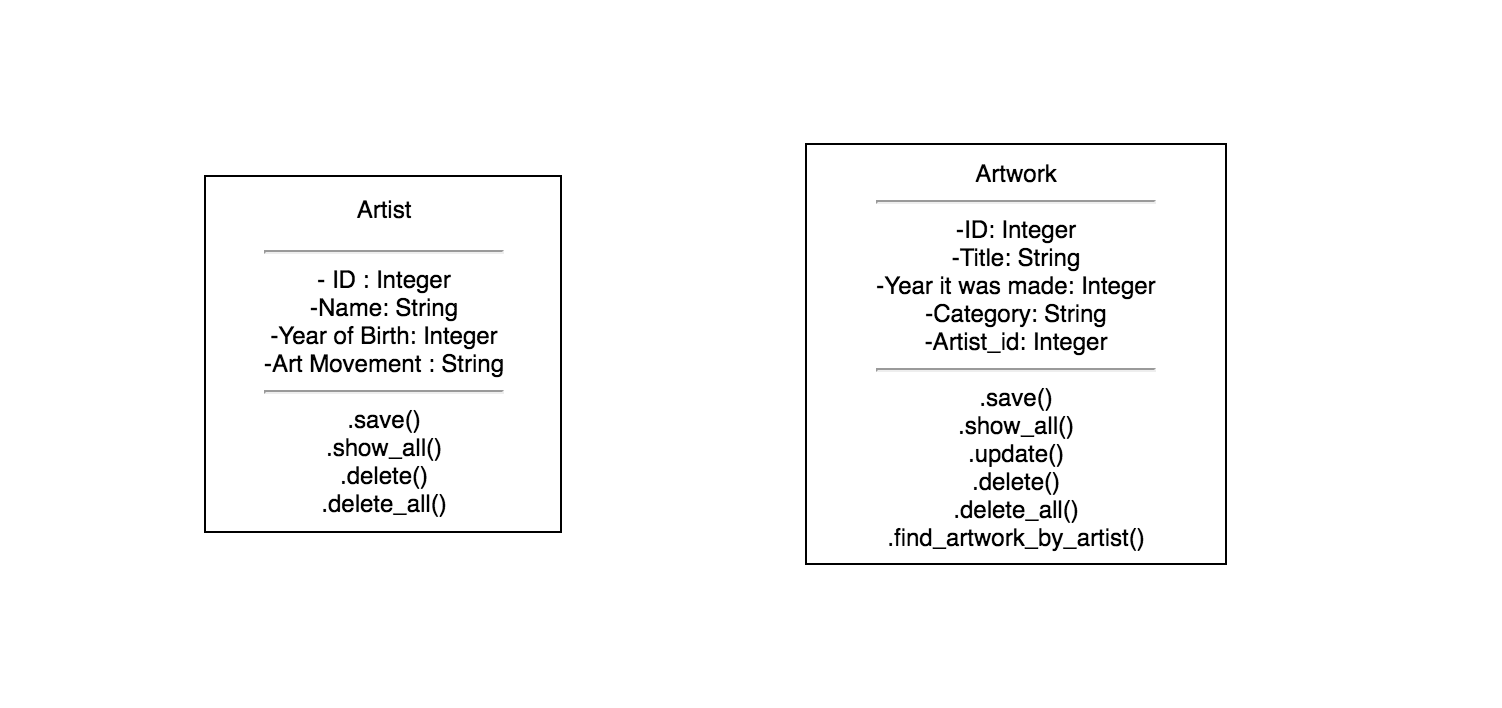 Artist
- ID : Integer
-Name: String
-Year of Birth: Integer
-Art Movement : String
.save()
.show_all()
.delete()
.delete_all()
Artwork
-ID: Integer
-Title: String
-Year it was made: Integer
-Category: String
-Artist_id: Integer
.save()
.show_all()
.update()
.delete()
.delete_all()
.find_artwork_by_artist()